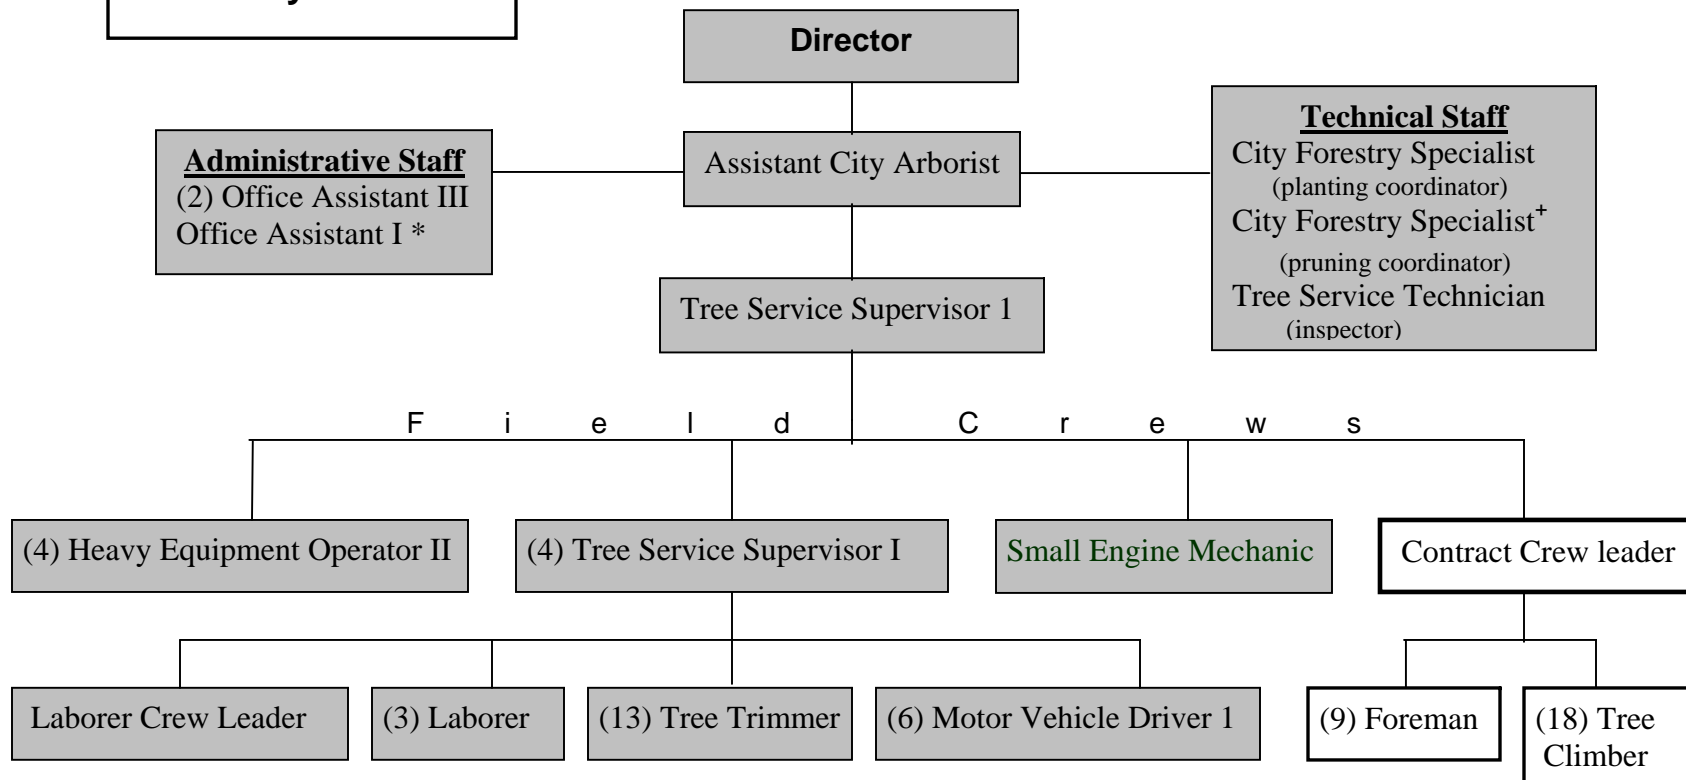 Director
Administrative Staff
(2) Office Assistant III
Office Assistant I *
Assistant City Arborist
Technical Staff
City Forestry Specialist
(planting coordinator)
City Forestry Specialist+
(pruning coordinator)
Tree Service Technician
(inspector)
Tree Service Supervisor 1
Field Crews
(4) Heavy Equipment Operator II
(4) Tree Service Supervisor I
Small Engine Mechanic
Contract Crew leader
Laborer Crew Leader
(3) Laborer
(13) Tree Trimmer
(6) Motor Vehicle Driver 1
(9) Foreman
(18) Tree
Climber